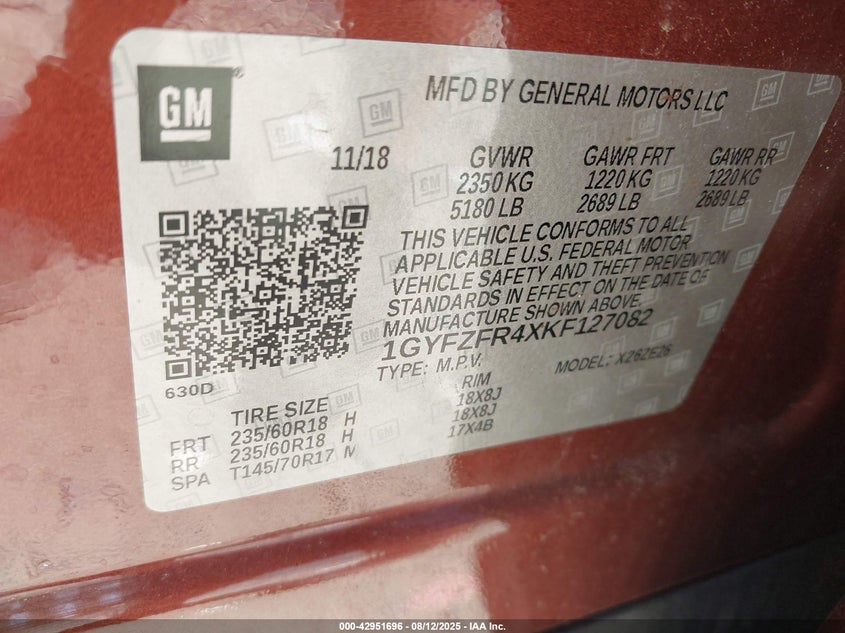 GM
MFD BY GENERAL MOTORS LLC
11/18 GVWR GAWR FRT GAWR RR
2350 KG 1220 KG 1220 KG
5180 LB 2689 LB 2689 LB
THIS VEHICLE CONFORMS TO ALL
APPLICABLE U.S. FEDERAL MOTOR
VEHICLE SAFETY AND THEFT PREVENTION
STANDARDS IN EFFECT ON THE DATE OF
MANUFACTURE SHOWN ABOVE.
1GYFZFR4XKF127082
TYPE: M.P.V. MODEL: X26ZE26
630D
TIRE SIZE RIM
FRT 235/60R18 H 18X8J
RR 235/60R18 H 18X8J
SPA T145/70R17 M 17X4B
000-42951696 - 08/12/2025 - IAA Inc.